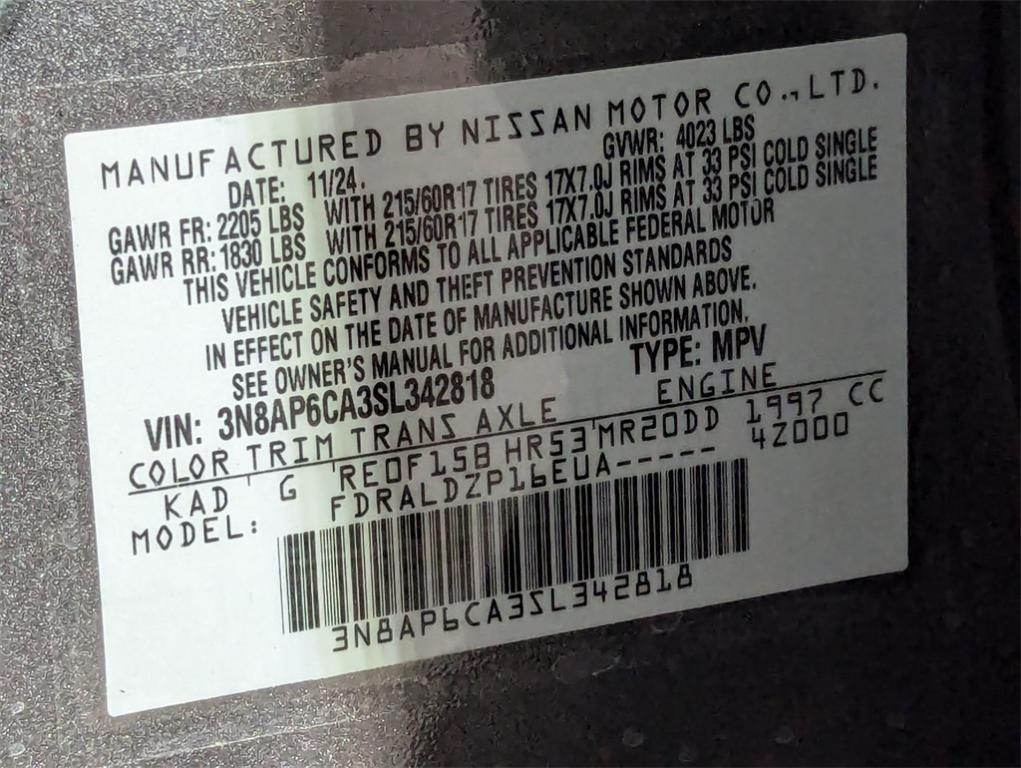 MANUFACTURED BY NISSAN MOTOR CO., LTD.
DATE: 11/24. GVWR: 4023 LBS
GAWR FR: 2205 LBS WITH 215/60R17 TIRES 17X7.0J RIMS AT 33 PSI COLD SINGLE
GAWR RR: 1830 LBS WITH 215/60R17 TIRES 17X7.0J RIMS AT 33 PSI COLD SINGLE
THIS VEHICLE CONFORMS TO ALL APPLICABLE FEDERAL MOTOR
VEHICLE SAFETY AND THEFT PREVENTION STANDARDS
IN EFFECT ON THE DATE OF MANUFACTURE SHOWN ABOVE.
SEE OWNER'S MANUAL FOR ADDITIONAL INFORMATION.
VIN: 3N8AP6CA3SL342818 TYPE: MPV
COLOR TRIM TRANS AXLE ENGINE
KAD G RE0F15B HR53 MR20DD 1997 CC
MODEL: FDRALDZP16EUA----- 4Z000
3N8AP6CA3SL342818